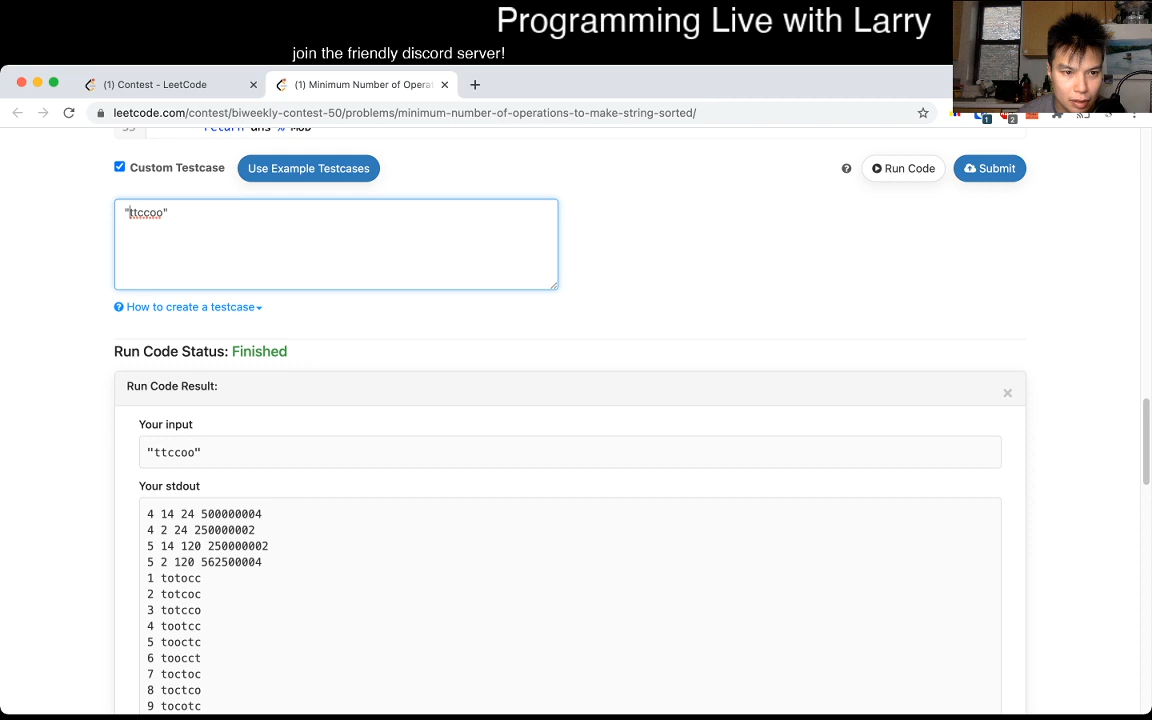 Programming Live with Larry
join the friendly discord server!
(1) Contest - LeetCode
(1) Minimum Number of Operat
leetcode.com/contest/biweekly-contest-50/problems/minimum-number-of-operations-to-make-string-sorted/
return ans % MOD
Custom Testcase
Use Example Testcases
Run Code
Submit
"ttccoo"
How to create a testcase
Run Code Status: Finished
Run Code Result:
Your input
"ttccoo"
Your stdout
4 14 24 500000004
4 2 24 250000002
5 14 120 250000002
5 2 120 562500004
1 totocc
2 totcoc
3 totcco
4 tootcc
5 tooctc
6 toocct
7 toctoc
8 toctco
9 tocotc